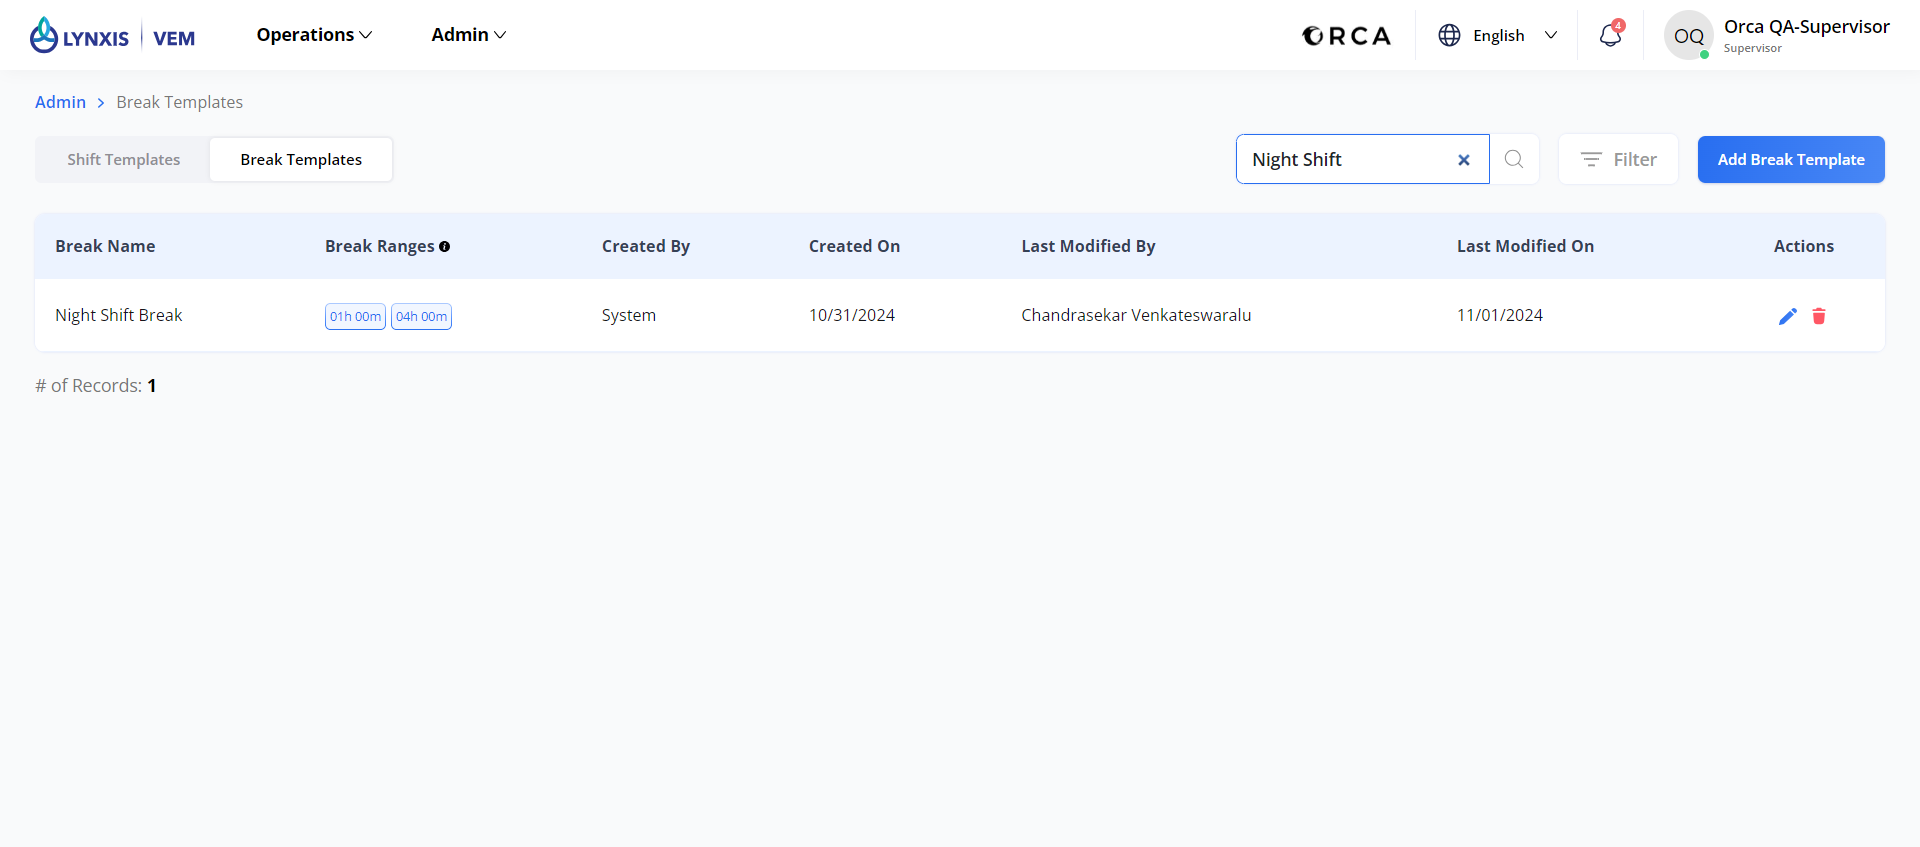 LYNXIS VEM Operations Admin ORCA English 4 OQ Orca QA-Supervisor
Supervisor
Admin > Break Templates
Shift Templates Break Templates Night Shift Filter Add Break Template
Break Name Break Ranges Created By Created On Last Modified By Last Modified On Actions
Night Shift Break 01h 00m 04h 00m System 10/31/2024 Chandrasekar Venkateswaralu 11/01/2024
# of Records: 1